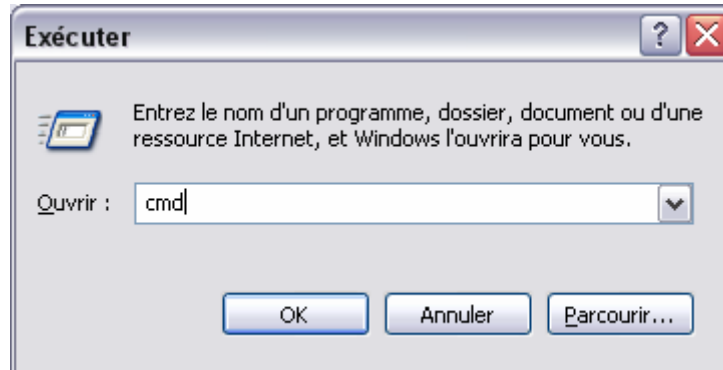 Exécuter
Entrez le nom d'un programme, dossier, document ou d'une
ressource Internet, et Windows l'ouvrira pour vous.
Ouvrir : cmd
OK Annuler Parcourir...